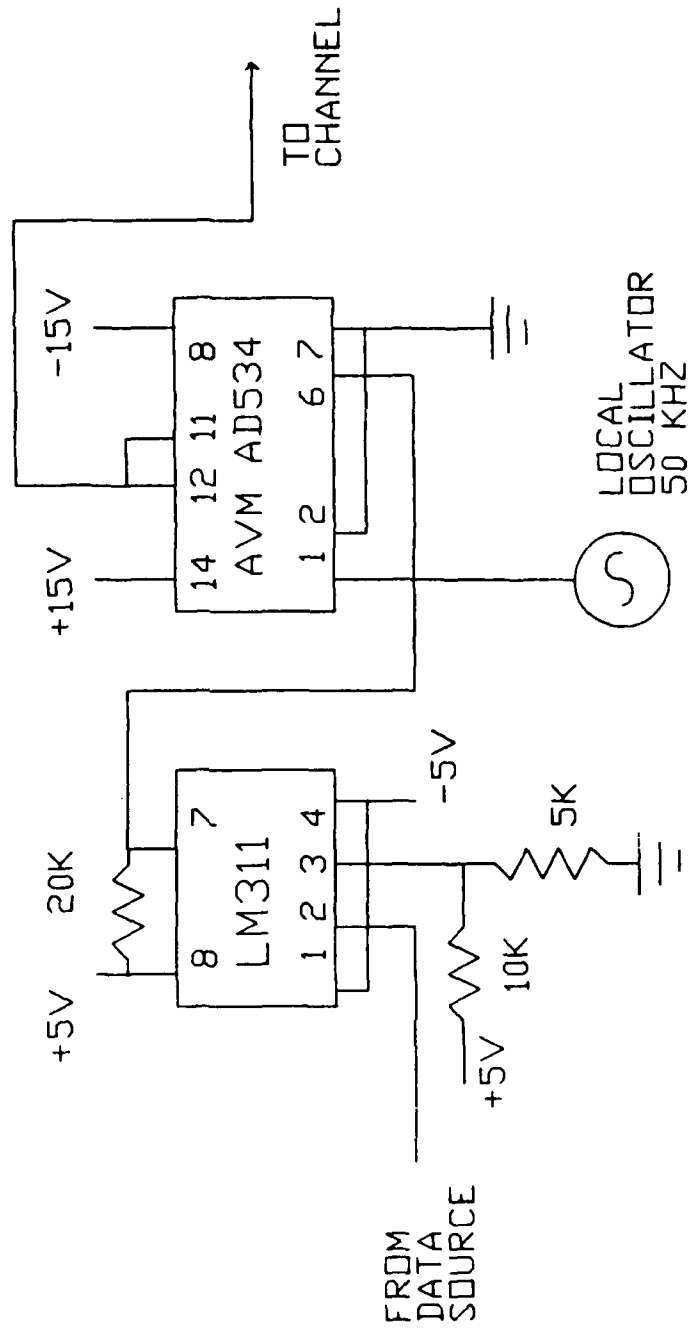 +5V
20K
8
7
LM311
1 2 3 4
-5V
FROM
DATA
SOURCE
+5V
10K
5K
+15V
-15V
14 12 11 8
AVM AD534
1 2 6 7
TO
CHANNEL
LOCAL
OSCILLATOR
50 KHZ